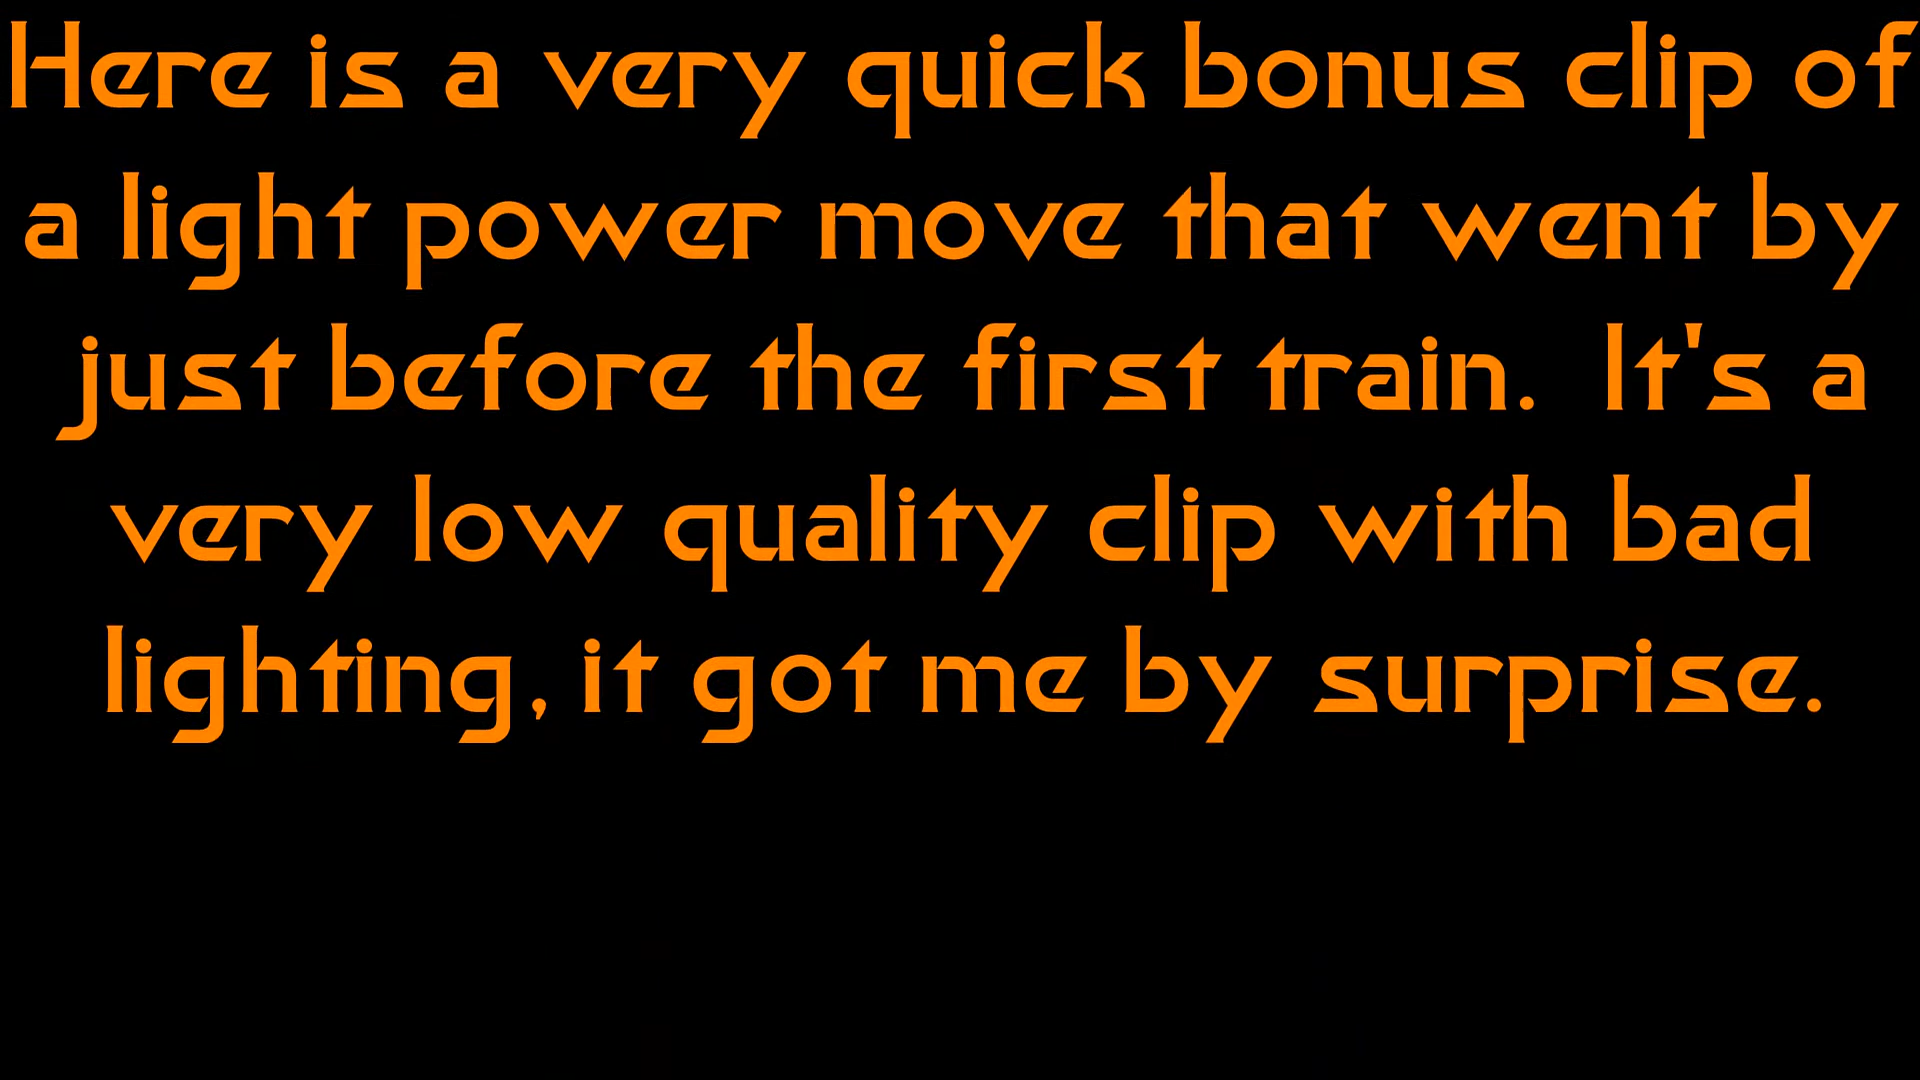 Here is a very quick bonus clip of
a light power move that went by
just before the first train.  It's a
very low quality clip with bad
lighting, it got me by surprise.